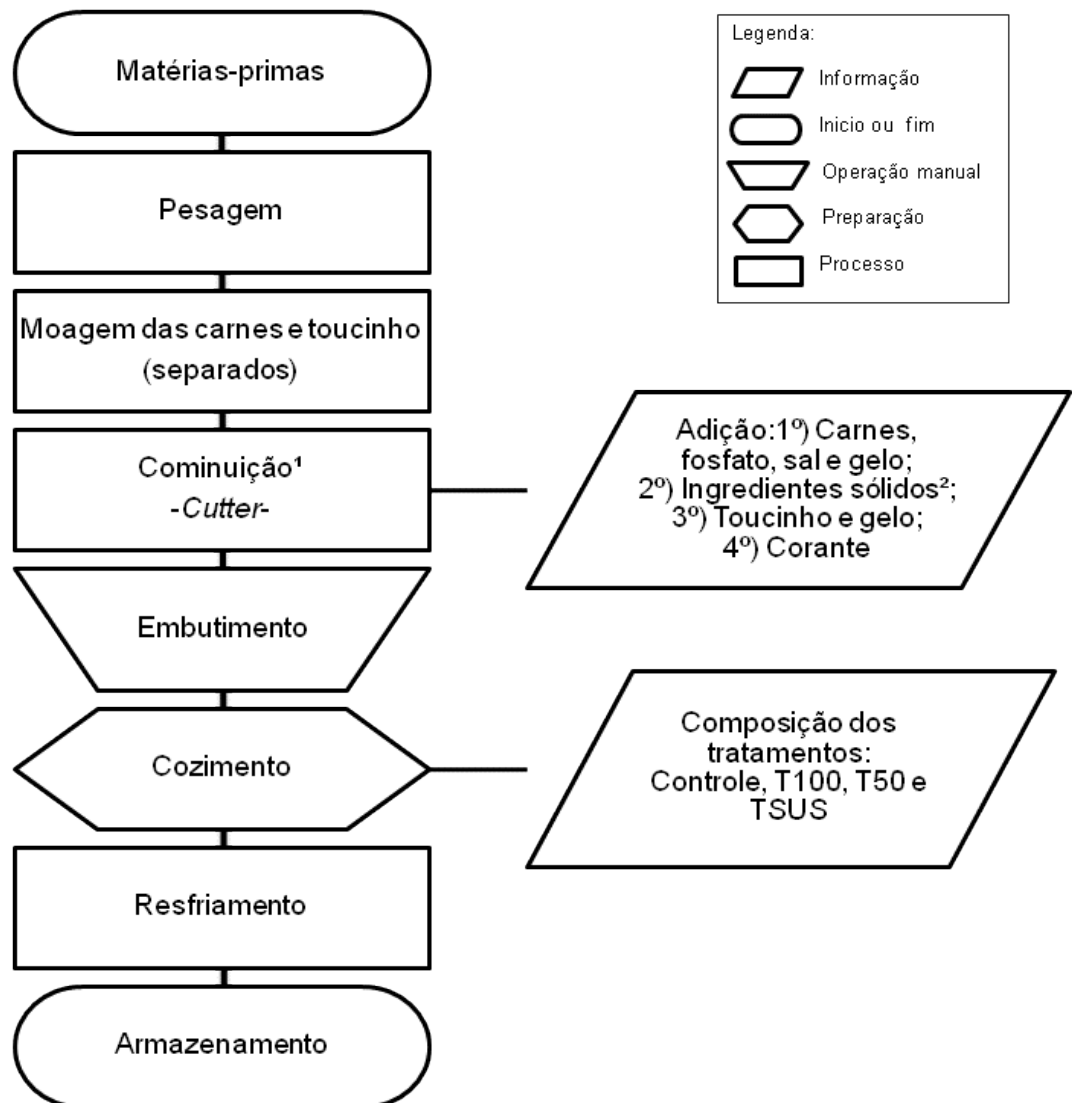 Matérias-primas
Pesagem
Moagem das carnes e toucinho
(separados)
Cominuição¹
-Cutter-
Adição:1º) Carnes,
fosfato, sal e gelo;
2º) Ingredientes sólidos²;
3º) Toucinho e gelo;
4º) Corante
Embutimento
Cozimento
Composição dos
tratamentos:
Controle, T100, T50 e
TSUS
Resfriamento
Armazenamento
Legenda:
Informação
Inicio ou fim
Operação manual
Preparação
Processo